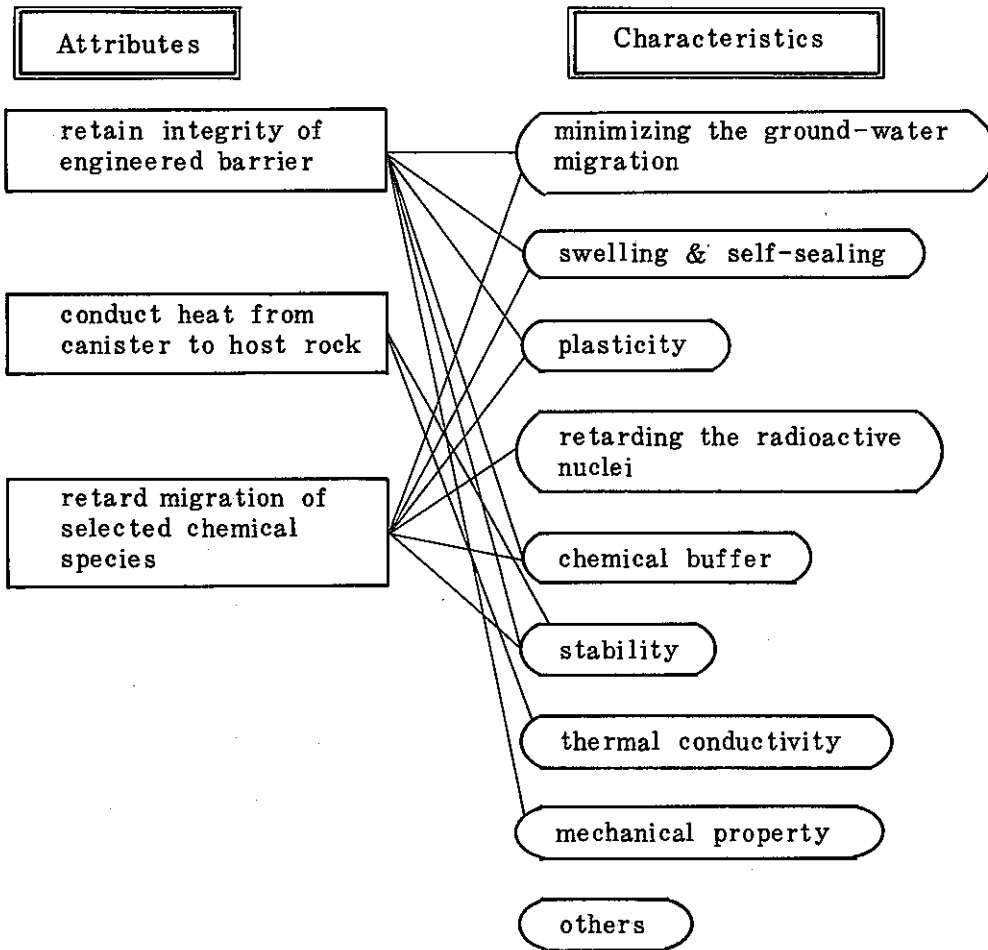 Attributes
Characteristics
retain integrity of
engineered barrier
conduct heat from
canister to host rock
retard migration of
selected chemical
species
minimizing the ground-water
migration
swelling & self-sealing
plasticity
retarding the radioactive
nuclei
chemical buffer
stability
thermal conductivity
mechanical property
others